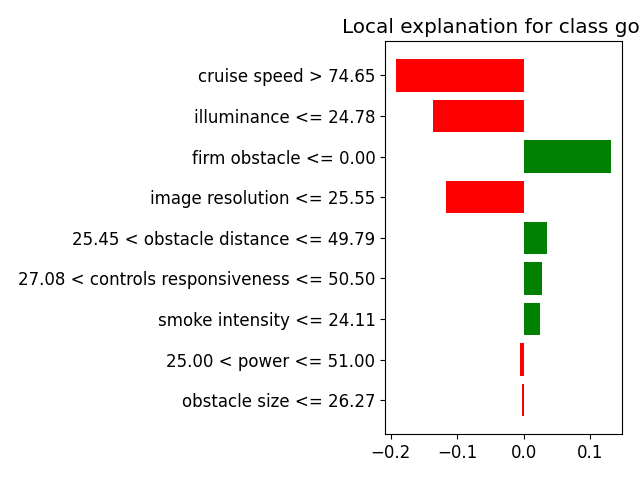 Local explanation for class go
cruise speed > 74.65
illuminance <= 24.78
firm obstacle <= 0.00
image resolution <= 25.55
25.45 < obstacle distance <= 49.79
27.08 < controls responsiveness <= 50.50
smoke intensity <= 24.11
25.00 < power <= 51.00
obstacle size <= 26.27
−0.2 −0.1 0.0 0.1